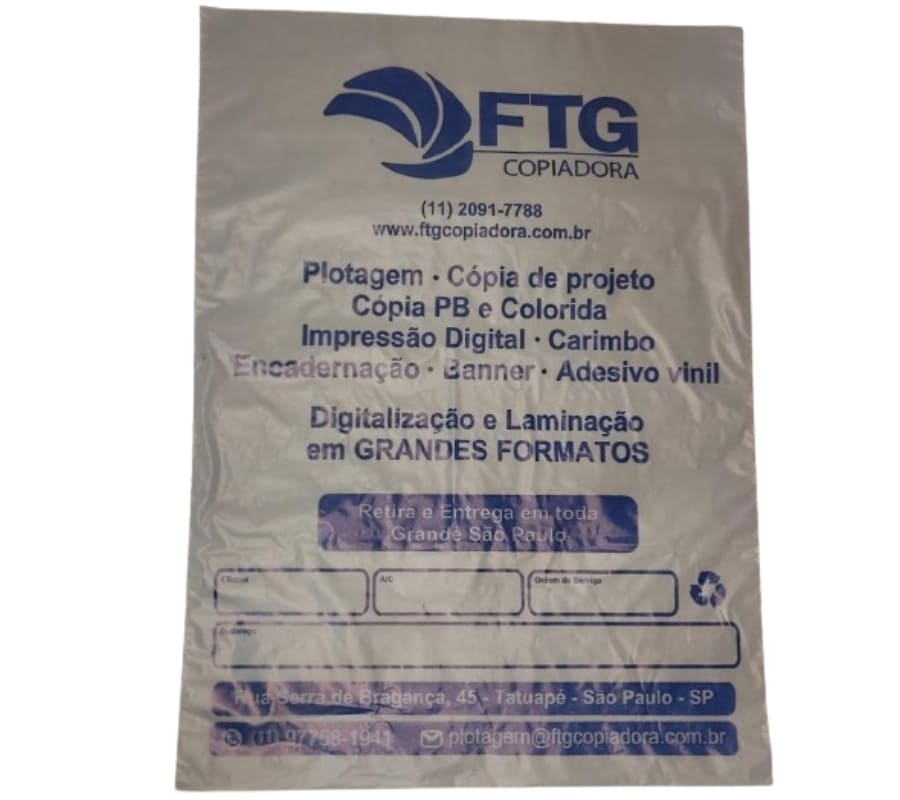 FTG
COPIADORA
(11) 2091-7788
www.ftgcopiadora.com.br
Plotagem · Cópia de projeto
Cópia PB e Colorida
Impressão Digital · Carimbo
Encadernação · Banner · Adesivo vinil
Digitalização e Laminação
em GRANDES FORMATOS
Retira e Entrega em toda
Grande São Paulo
Cliente A/C Ordem de Serviço
Endereço
Rua Serra de Bragança, 45 - Tatuapé - São Paulo - SP
(11) 97758-1941 plotagem@ftgcopiadora.com.br